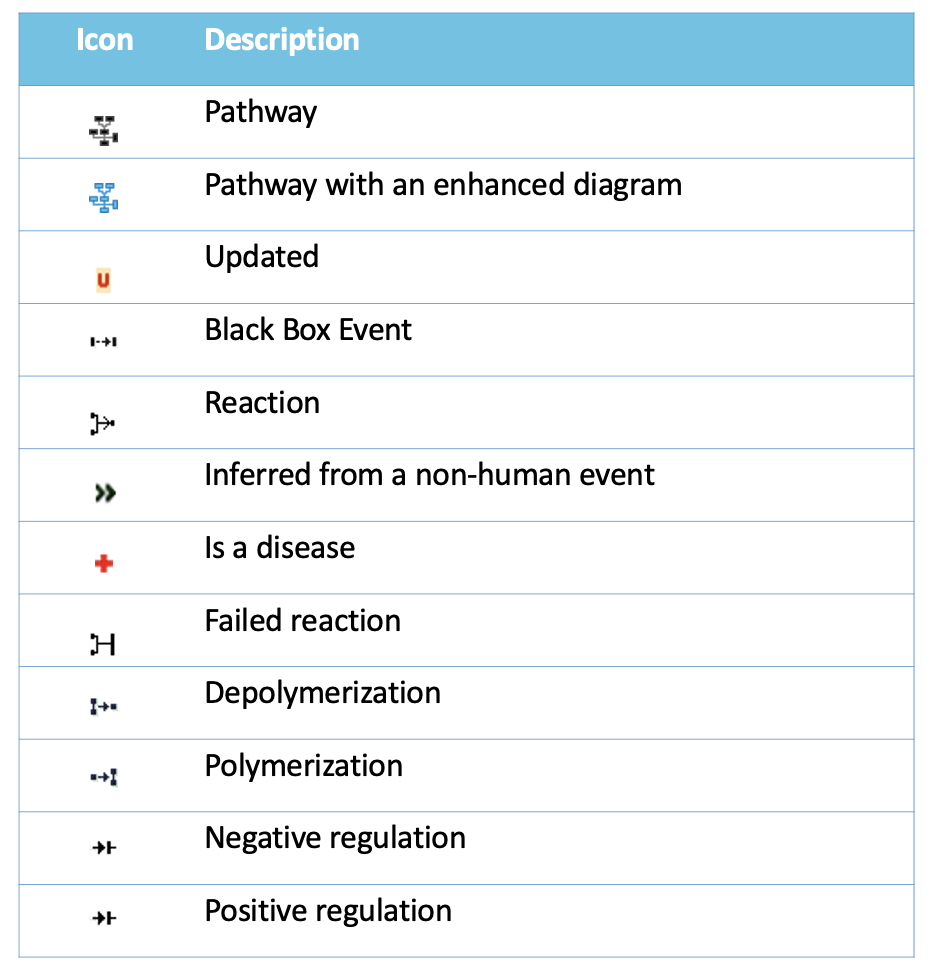 Icon Description
Pathway
Pathway with an enhanced diagram
Updated
U
Black Box Event
Reaction
Inferred from a non-human event
Is a disease
Failed reaction
Depolymerization
Polymerization
Negative regulation
Positive regulation